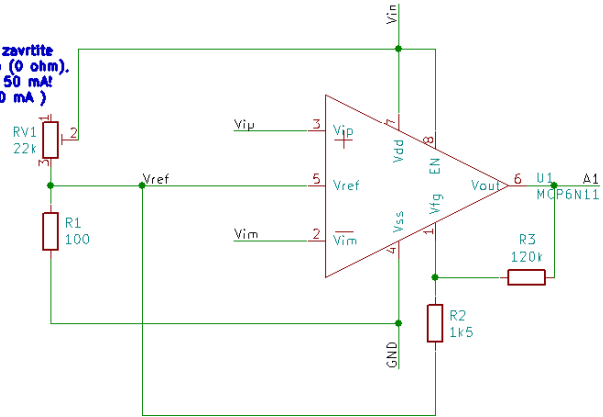 Vin
zavrtite
(0 ohm).
50 mA!
0 mA )
1
RV1
22k
2
3
Vip
3
Vip
7
Vdd
8
EN
Vref
5
Vref
Vout
6
U1
MCP6N11
A1
Vss
Vfg
R1
100
Vim
2
Vim
4
1
R3
120k
R2
1k5
GND